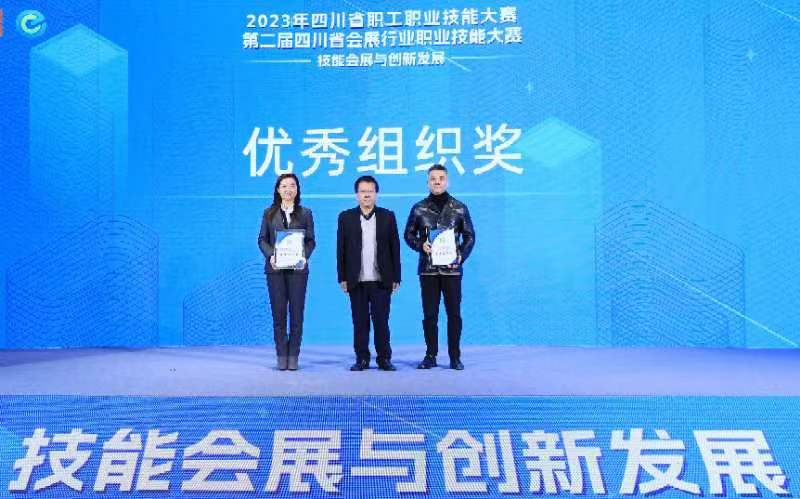 2023年四川省职工职业技能大赛
第二届四川省会展行业职业技能大赛
技能会展与创新发展
优秀组织奖
技能会展与创新发展